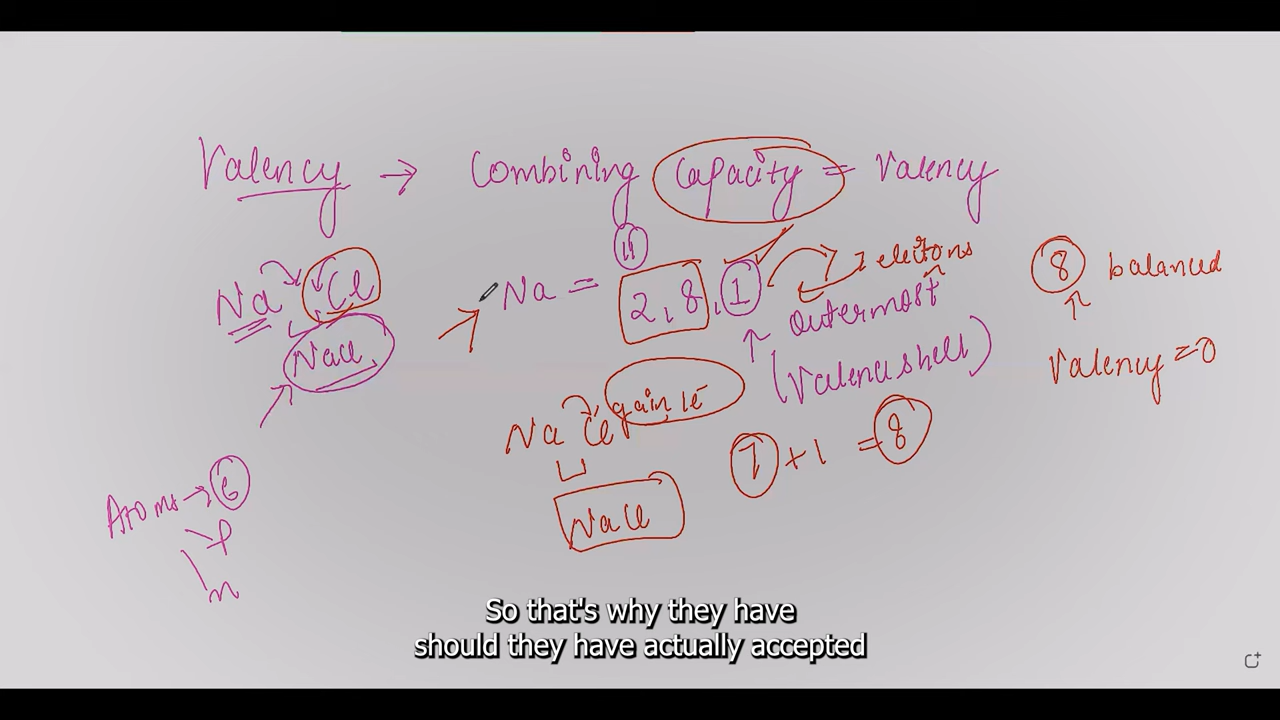 Valency → Combining Capacity = Valency
Na Cl
NaCl
11
Na = 2, 8, 1
outermost
(Valence shell)
8 balanced
Valency = 0
Na Cl gain 1e⁻
NaCl
7 + 1 = 8
Atoms → e
p
n
So that's why they have
should they have actually accepted